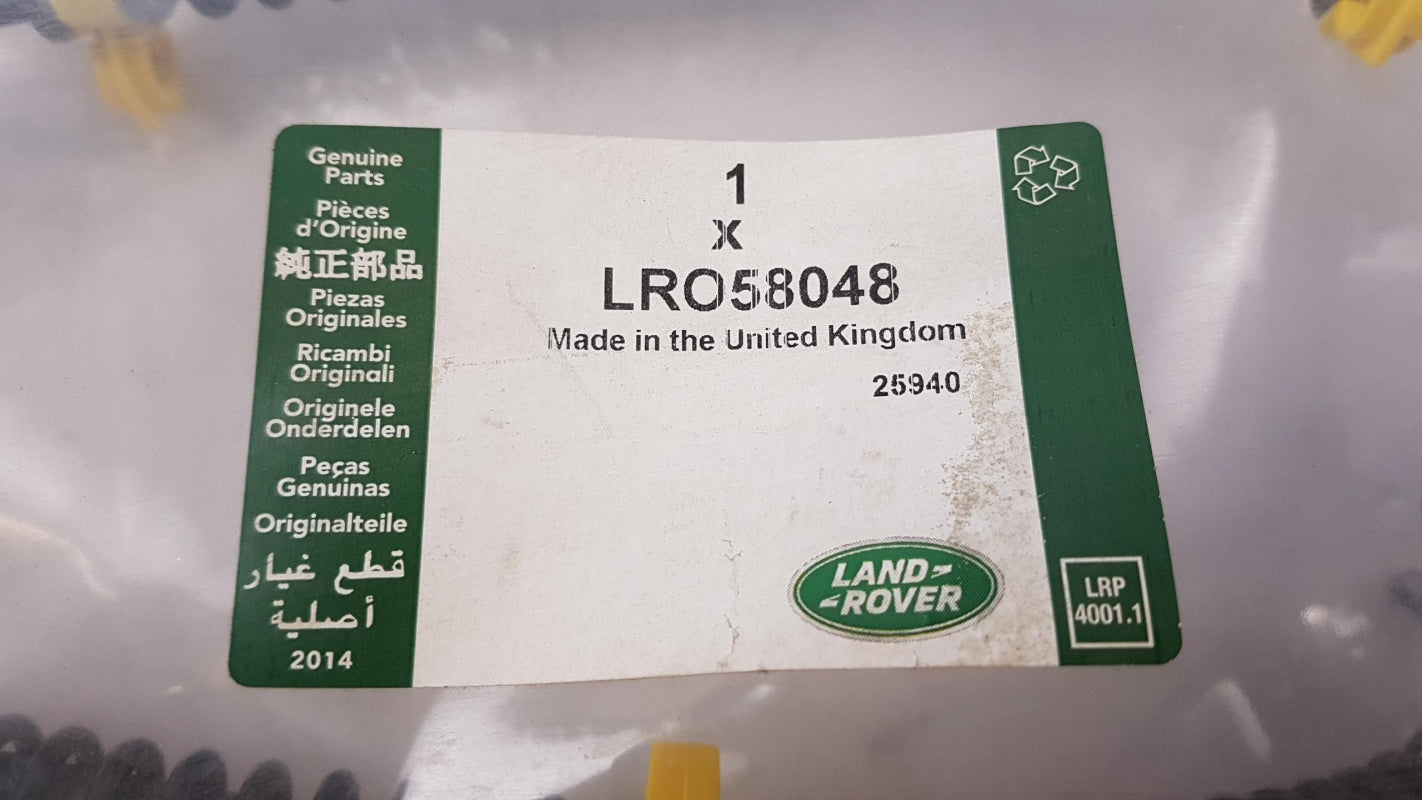 Genuine
Parts
Pièces
d'Origine
純正部品
Piezas
Originales
Ricambi
Originali
Originele
Onderdelen
Peças
Genuinas
Originalteile
قطع غيار
أصلية
2014
1
x
LR058048
Made in the United Kingdom
25940
LAND
ROVER
LRP
4001.1